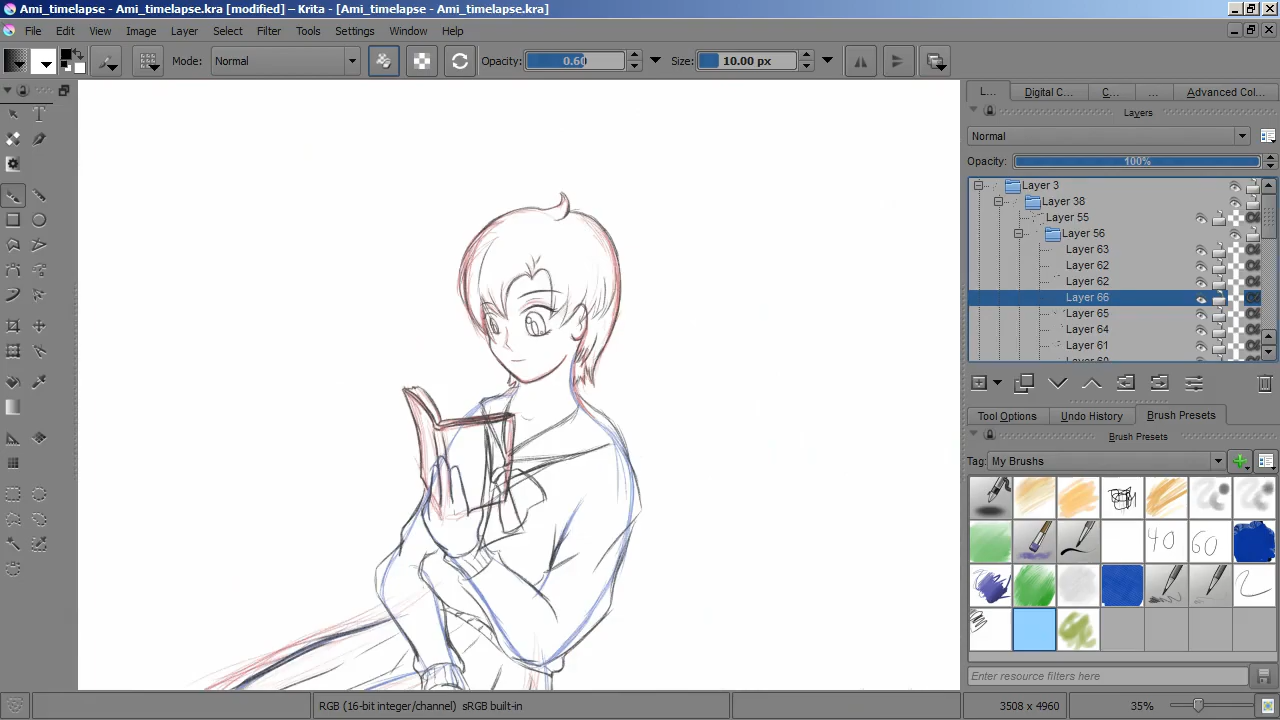 Ami_timelapse - Ami_timelapse.kra [modified] – Krita - [Ami_timelapse - Ami_timelapse.kra]
File Edit View Image Layer Select Filter Tools Settings Window Help
Mode: Normal Opacity: 0.60 Size: 10.00 px
L... Digital C... C... ... Advanced Col...
Layers
Normal
Opacity: 100%
Layer 3
Layer 38
Layer 55
Layer 56
Layer 63
Layer 62
Layer 62
Layer 66
Layer 65
Layer 64
Layer 61
Tool Options Undo History Brush Presets
Brush Presets
Tag: My Brushes
40 60
Enter resource filters here
RGB (16-bit integer/channel) sRGB built-in 3508 x 4960 35%